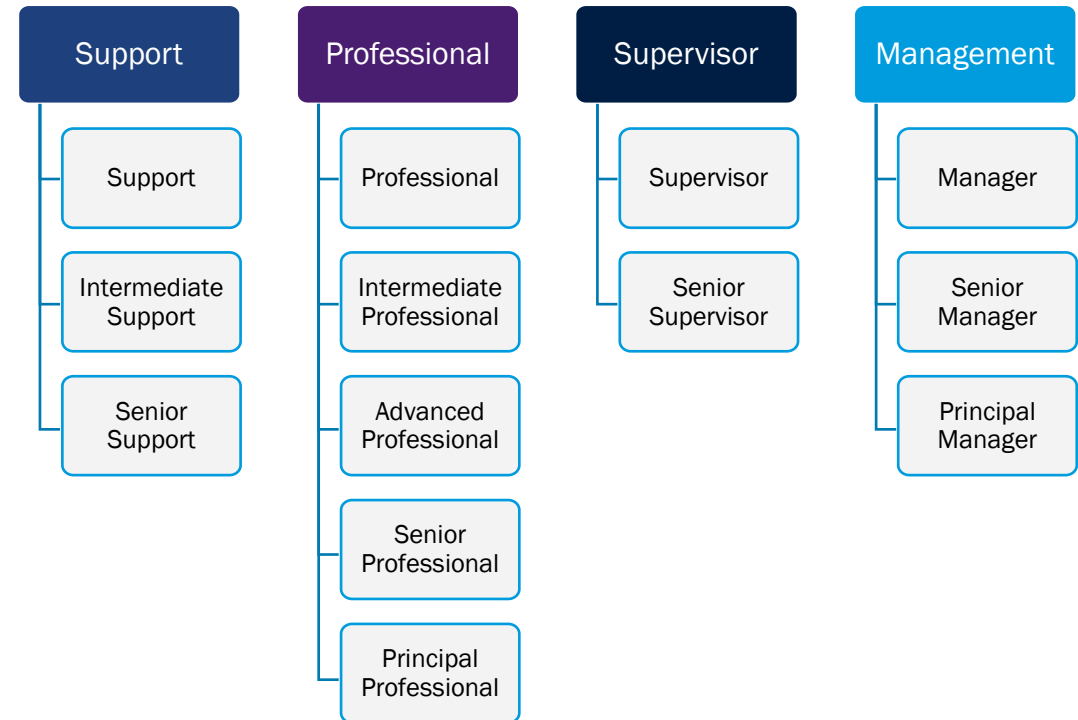 Support
Support
Intermediate
Support
Senior
Support
Professional
Professional
Intermediate
Professional
Advanced
Professional
Senior
Professional
Principal
Professional
Supervisor
Supervisor
Senior
Supervisor
Management
Manager
Senior
Manager
Principal
Manager